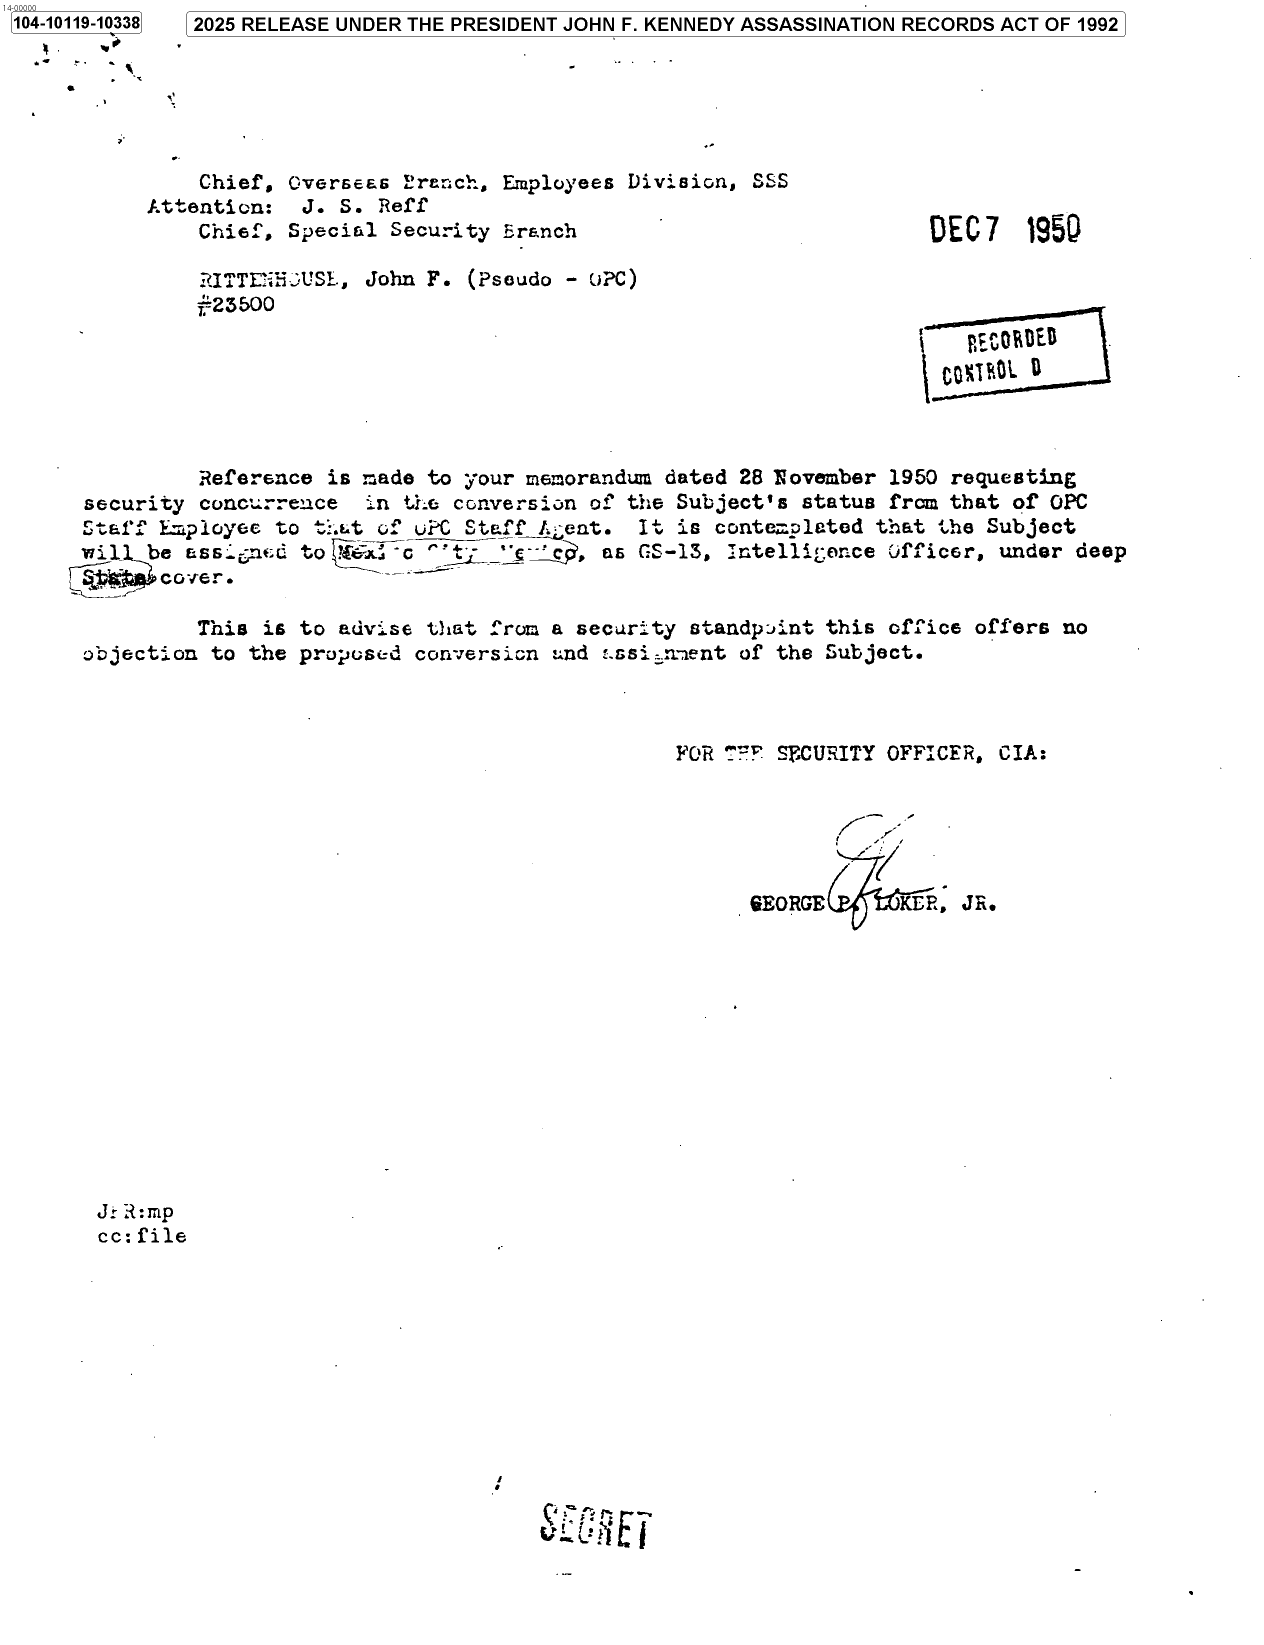 14-00000
104-10119-10338
2025 RELEASE UNDER THE PRESIDENT JOHN F. KENNEDY ASSASSINATION RECORDS ACT OF 1992
Chief, Overseas Branch, Employees Division, SSS
Attention: J. S. Reff
Chief, Special Security Branch
DEC 7 1950
RITTENHOUSE, John F. (Pseudo - OPC)
#23500
RECORDED
CONTROL D
Reference is made to your memorandum dated 28 November 1950 requesting
security concurrence in the conversion of the Subject's status from that of OPC
Staff Employee to that of OPC Staff Agent. It is contemplated that the Subject
will be assigned to Mexico City, Mexico, as GS-13, Intelligence Officer, under deep
State cover.
This is to advise that from a security standpoint this office offers no
objection to the proposed conversion and assignment of the Subject.
FOR THE SECURITY OFFICER, CIA:
GEORGE P. LOKER, JR.
:mp
cc:file
SECRET